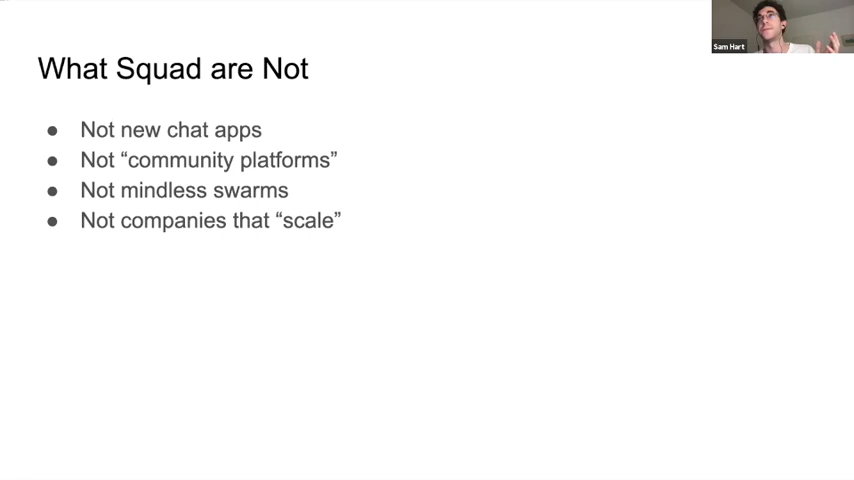 Sam Hart
What Squad are Not
● Not new chat apps
● Not “community platforms”
● Not mindless swarms
● Not companies that “scale”